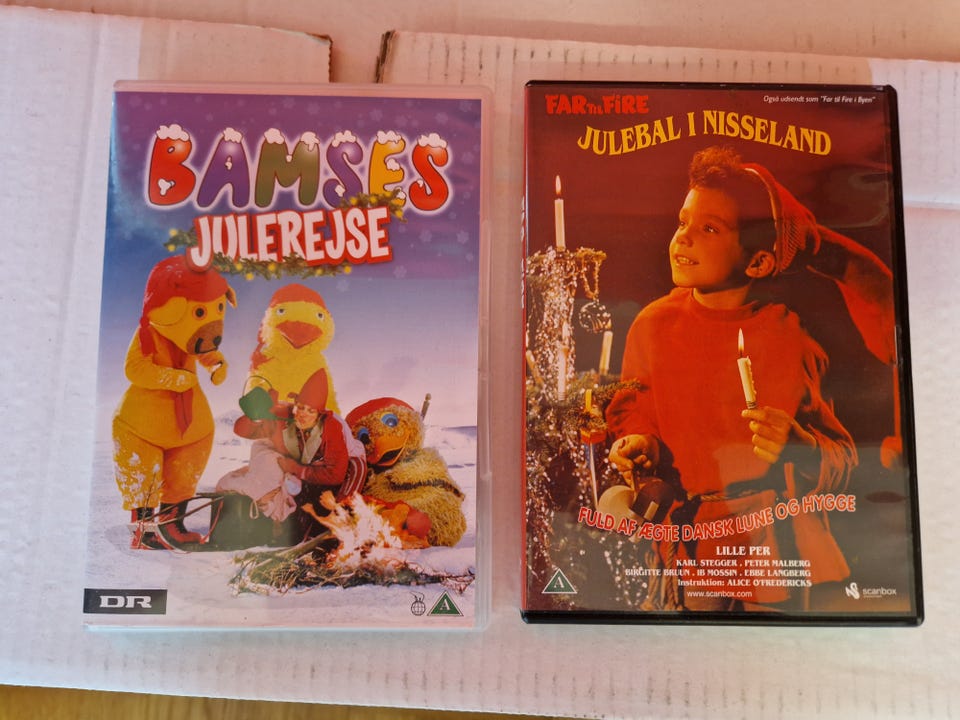 BAMSES
JULEREJSE
DR
A
FAR TIL FIRE
Også udsendt som "Far til Fire i Byen"
JULEBAL I NISSELAND
FULD AF ÆGTE DANSK LUNE OG HYGGE
LILLE PER
KARL STEGGER . PETER MALBERG
BIRGITTE BRUUN . IB MOSSIN . EBBE LANGBERG
Instruktion: ALICE O'FREDERICKS
www.scanbox.com
A
scanbox